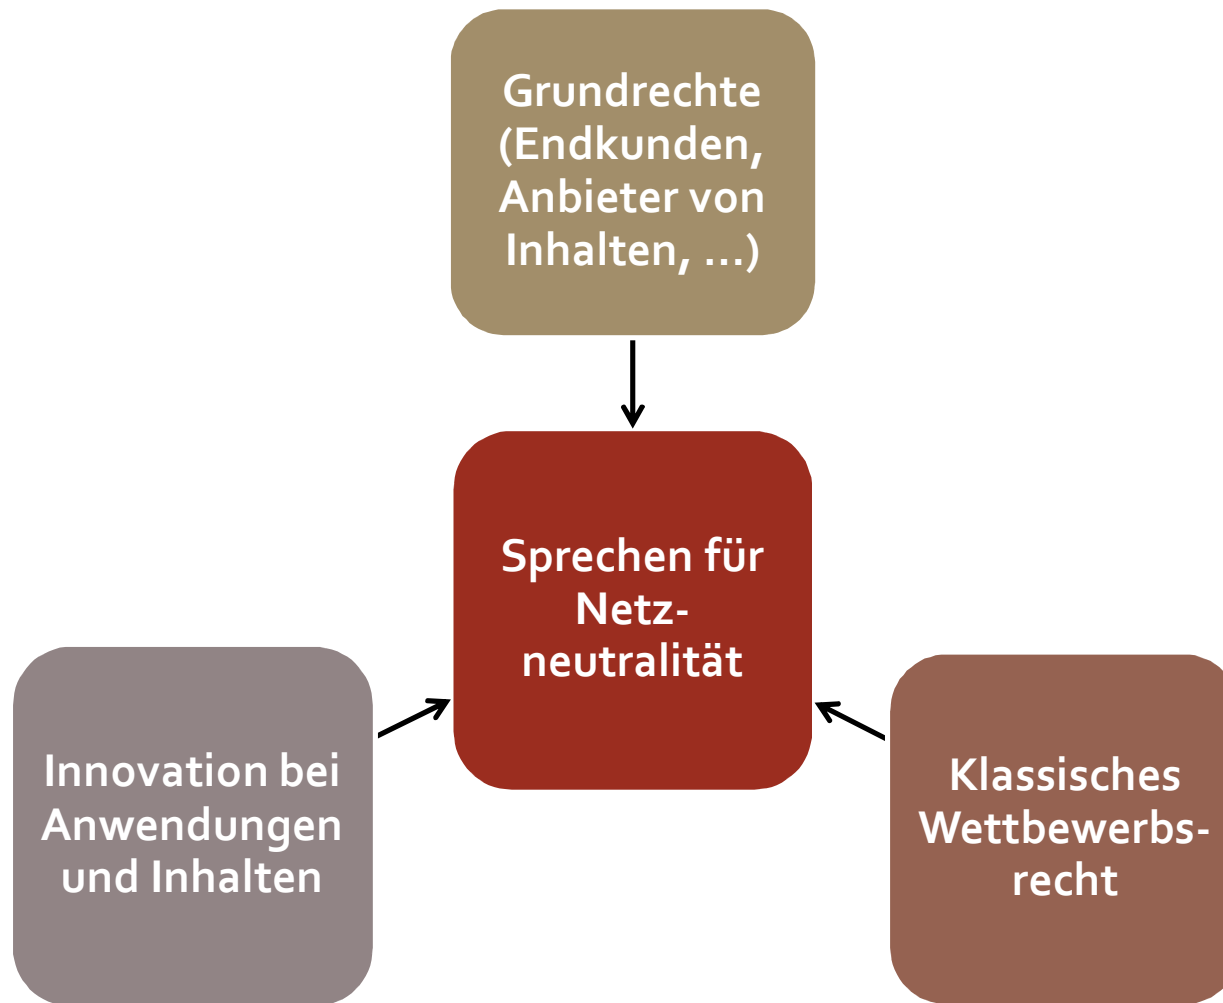 Grundrechte
(Endkunden,
Anbieter von
Inhalten, …)
Sprechen für
Netz-
neutralität
Innovation bei
Anwendungen
und Inhalten
Klassisches
Wettbewerbs-
recht